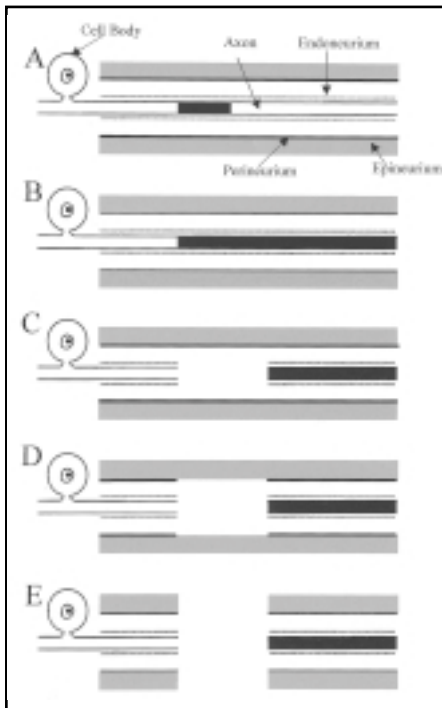 Cell Body
A
Axon
Endoneurium
Perineurium
Epineurium
B
C
D
E